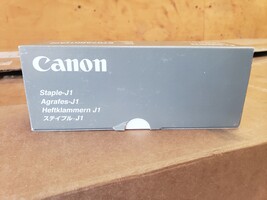 Canon
Staple-J1
Agrafes-J1
Heftklammern J1
ステイプル-J1